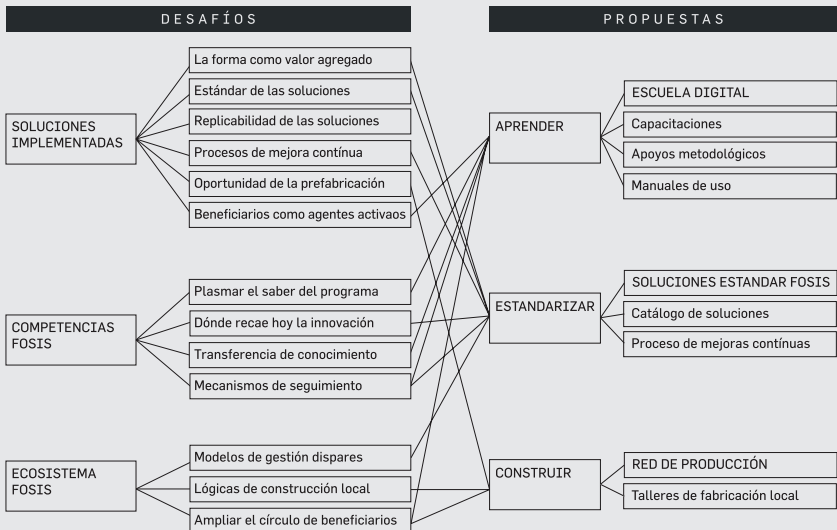 DESAFÍOS
SOLUCIONES
IMPLEMENTADAS
La forma como valor agregado
Estándar de las soluciones
Replicabilidad de las soluciones
Procesos de mejora contínua
Oportunidad de la prefabricación
Beneficiarios como agentes activaos
COMPETENCIAS
FOSIS
Plasmar el saber del programa
Dónde recae hoy la innovación
Transferencia de conocimiento
Mecanismos de seguimiento
ECOSISTEMA
FOSIS
Modelos de gestión dispares
Lógicas de construcción local
Ampliar el círculo de beneficiarios
PROPUESTAS
APRENDER
ESCUELA DIGITAL
Capacitaciones
Apoyos metodológicos
Manuales de uso
ESTANDARIZAR
SOLUCIONES ESTANDAR FOSIS
Catálogo de soluciones
Proceso de mejoras contínuas
CONSTRUIR
RED DE PRODUCCIÓN
Talleres de fabricación local